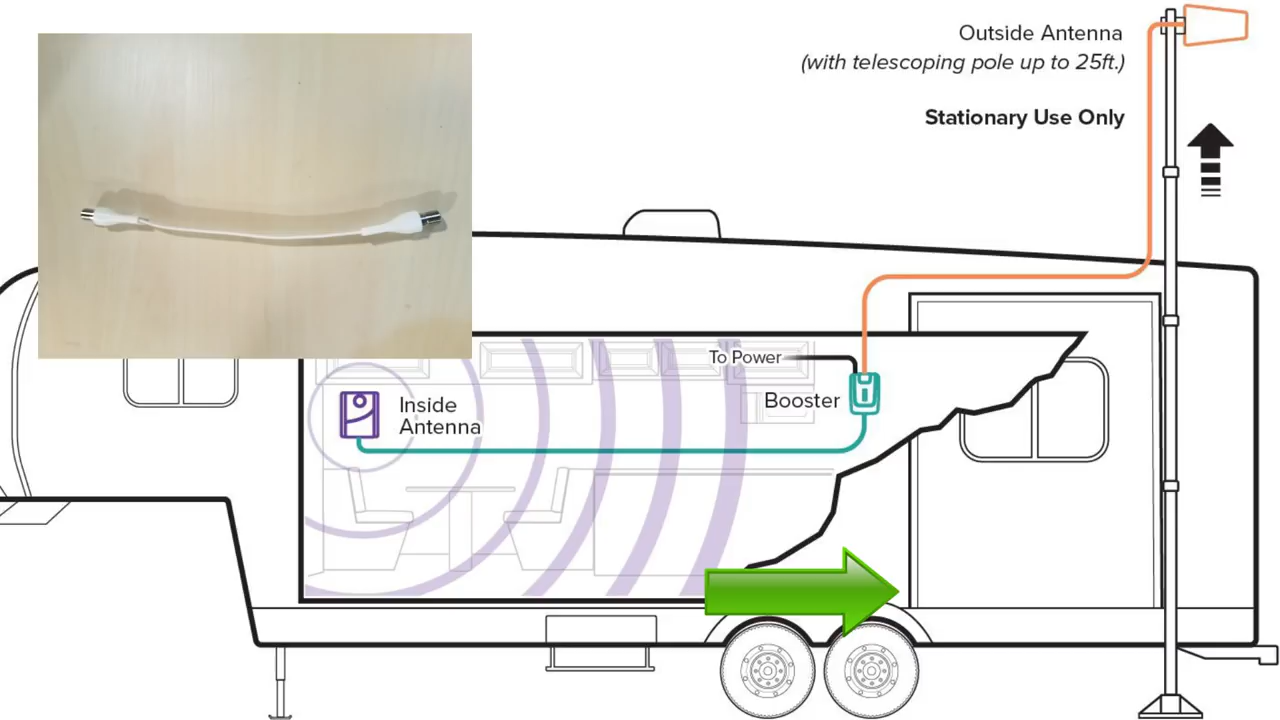 Outside Antenna
(with telescoping pole up to 25ft.)
Stationary Use Only
To Power
Booster
Inside
Antenna